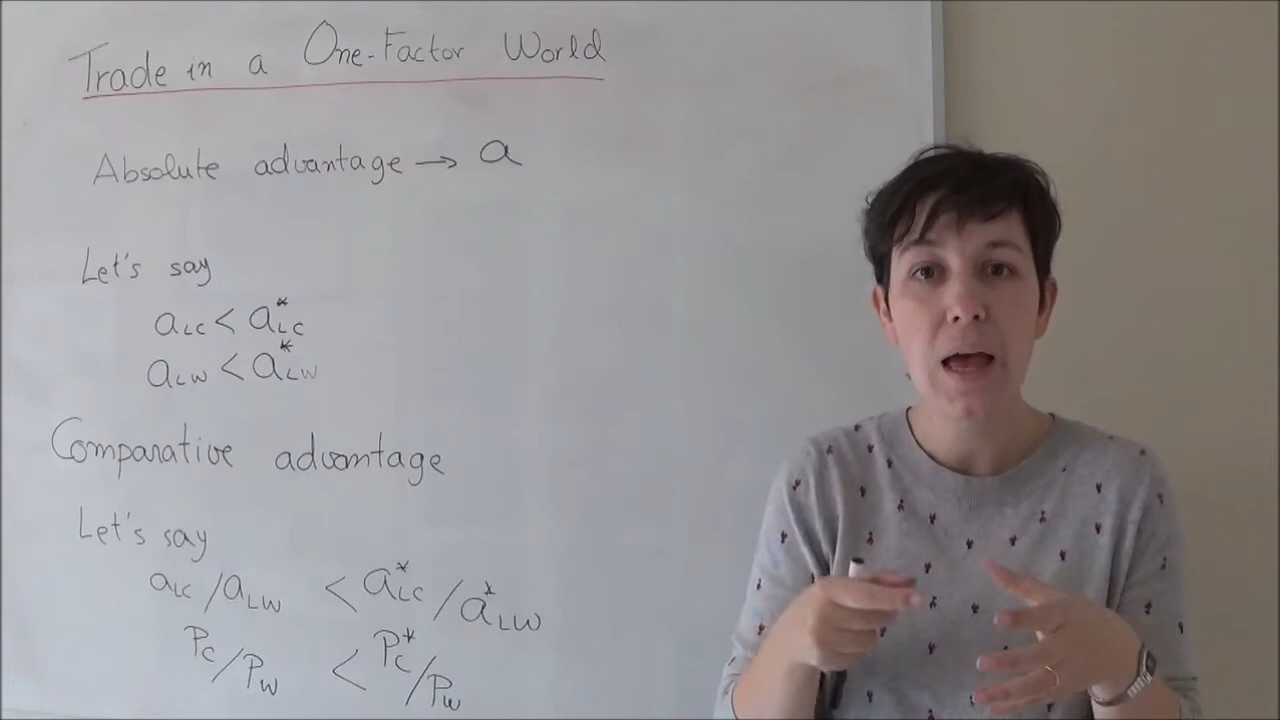 Trade in a One-Factor World
Absolute advantage → a
Let's say
aLC < a*LC
aLW < a*LW
Comparative advantage
Let's say
aLC/aLW < a*LC/a*LW
PC/PW < P*C/PW